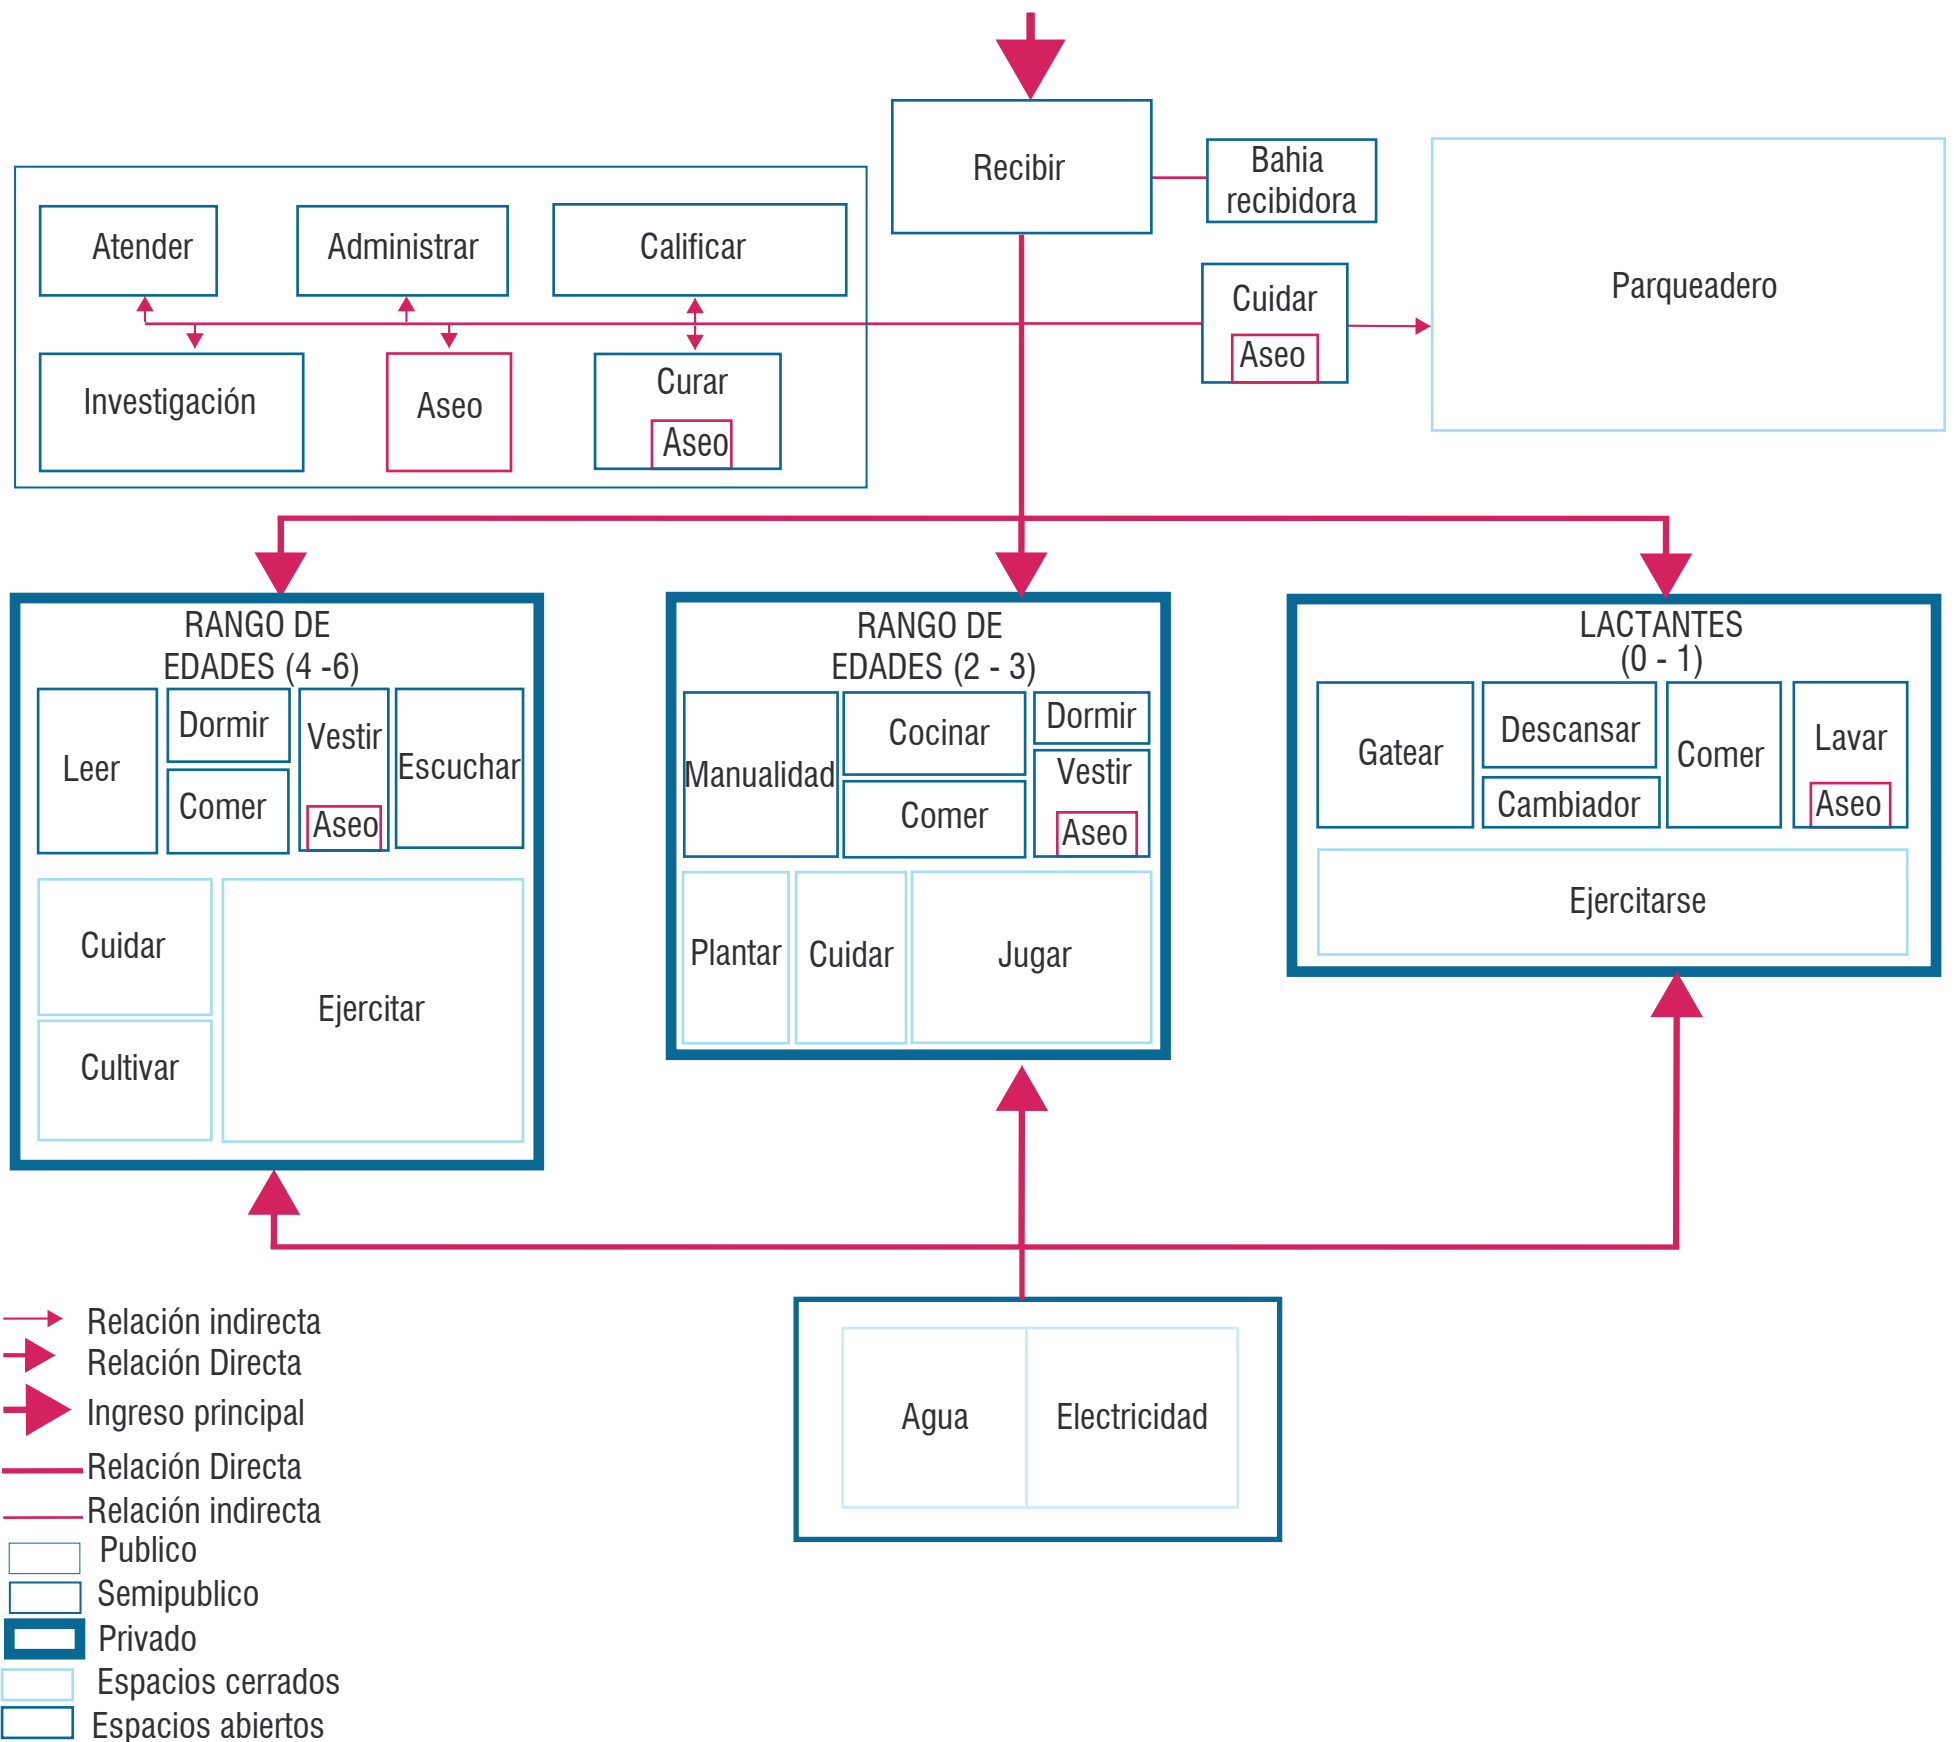 Recibir
Bahia
recibidora
Parqueadero
Atender
Administrar
Calificar
Cuidar
Aseo
Investigación
Aseo
Curar
Aseo
RANGO DE
EDADES (4 -6)
Leer
Dormir
Comer
Vestir
Aseo
Escuchar
Cuidar
Cultivar
Ejercitar
RANGO DE
EDADES (2 - 3)
Manualidad
Cocinar
Comer
Dormir
Vestir
Aseo
Plantar
Cuidar
Jugar
LACTANTES
(0 - 1)
Gatear
Descansar
Cambiador
Comer
Lavar
Aseo
Ejercitarse
Agua
Electricidad
Relación indirecta
Relación Directa
Ingreso principal
Relación Directa
Relación indirecta
Publico
Semipublico
Privado
Espacios cerrados
Espacios abiertos